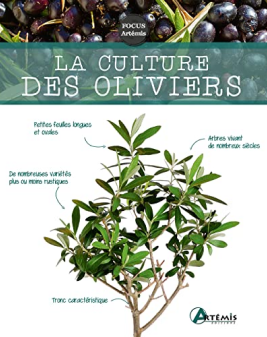 FOCUS
Artémis
LA CULTURE
DES OLIVIERS
Petites feuilles longues
et ovales
Arbres vivant
de nombreux siècles
De nombreuses variétés
plus ou moins rustiques
Tronc caractéristique
ARTÉMIS
éditions